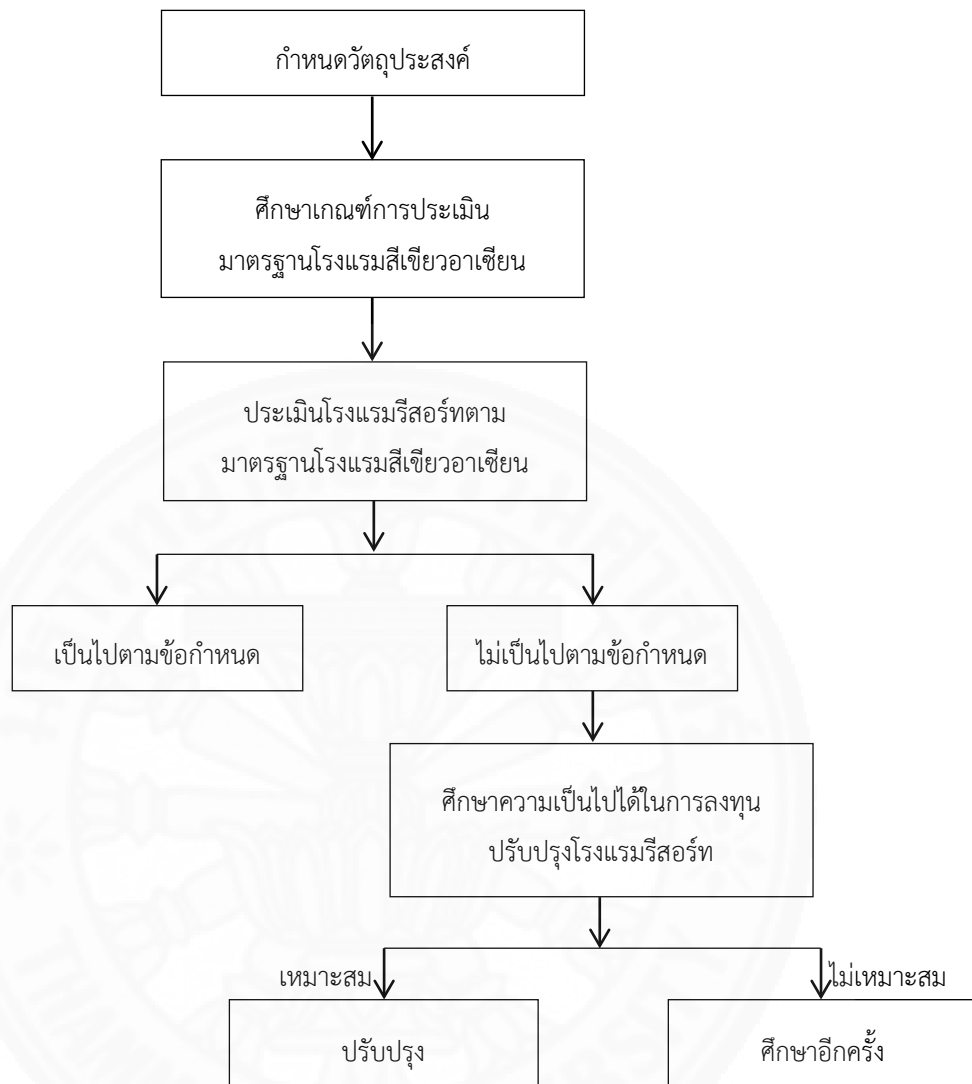 กำหนดวัตถุประสงค์
ศึกษาเกณฑ์การประเมิน
มาตรฐานโรงแรมสีเขียวอาเซียน
ประเมินโรงแรมรีสอร์ทตาม
มาตรฐานโรงแรมสีเขียวอาเซียน
เป็นไปตามข้อกำหนด
ไม่เป็นไปตามข้อกำหนด
ศึกษาความเป็นไปได้ในการลงทุน
ปรับปรุงโรงแรมรีสอร์ท
เหมาะสม
ไม่เหมาะสม
ปรับปรุง
ศึกษาอีกครั้ง